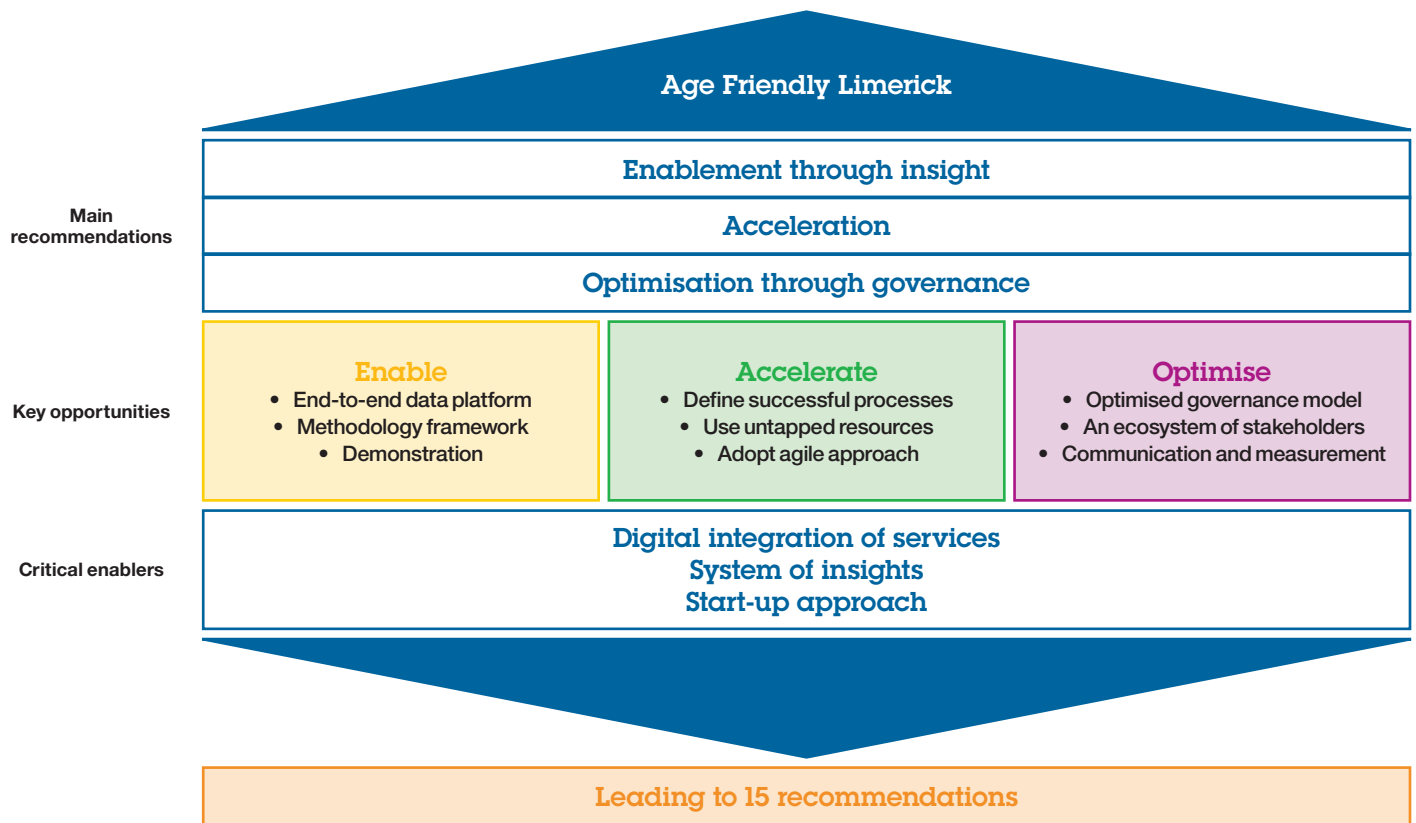 Age Friendly Limerick
Main
recommendations
Enablement through insight
Acceleration
Optimisation through governance
Key opportunities
Enable
• End-to-end data platform
• Methodology framework
• Demonstration
Accelerate
• Define successful processes
• Use untapped resources
• Adopt agile approach
Optimise
• Optimised governance model
• An ecosystem of stakeholders
• Communication and measurement
Critical enablers
Digital integration of services
System of insights
Start-up approach
Leading to 15 recommendations